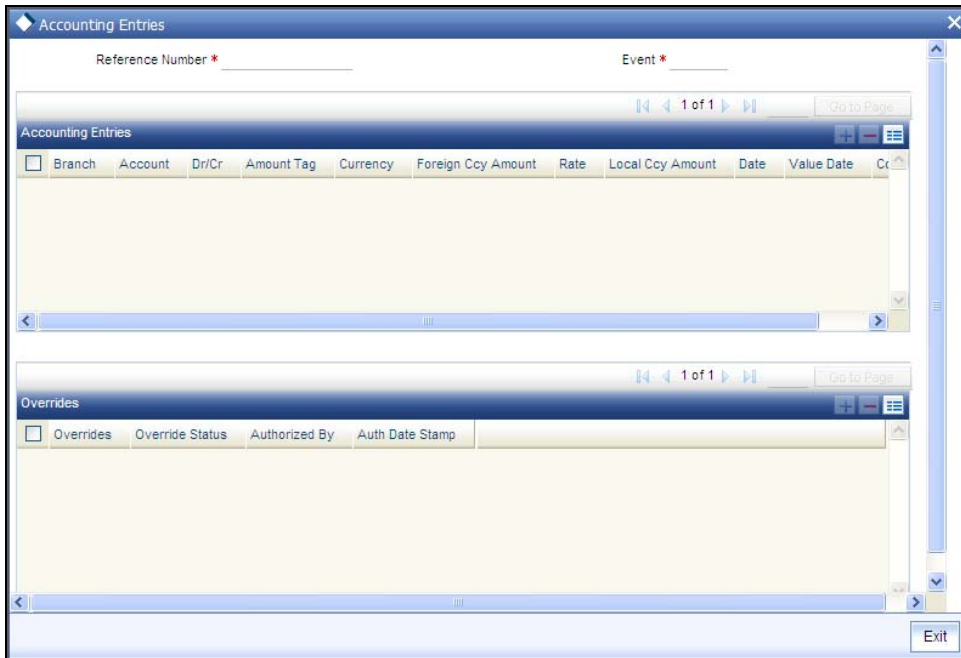 Accounting Entries
Reference Number * Event *
1 of 1 Go to Page
Accounting Entries
Branch Account Dr/Cr Amount Tag Currency Foreign Ccy Amount Rate Local Ccy Amount Date Value Date
1 of 1 Go to Page
Overrides
Overrides Override Status Authorized By Auth Date Stamp
Exit